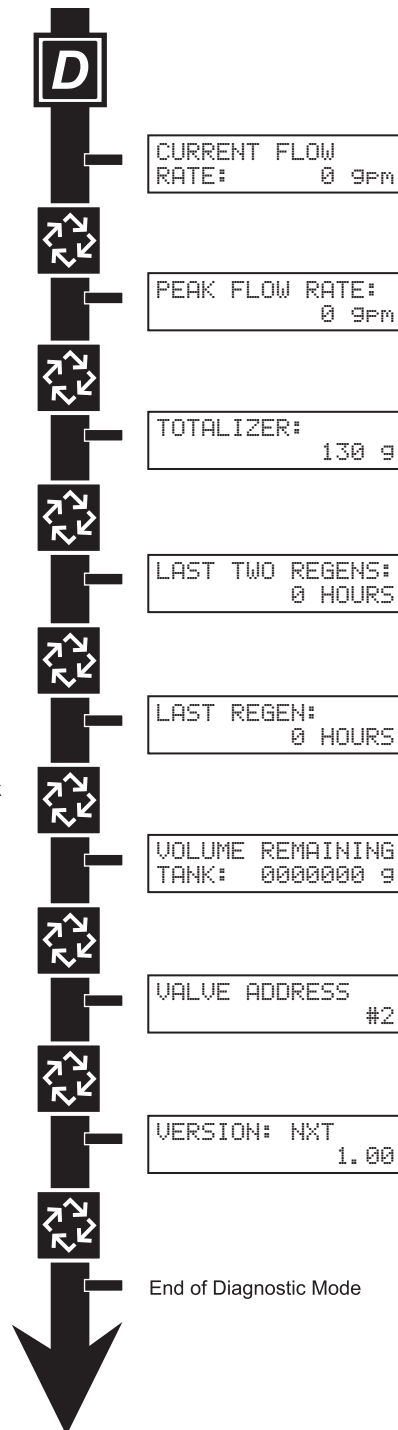 D
CURRENT FLOW
RATE: 0 gpm
PEAK FLOW RATE:
0 gpm
TOTALIZER:
130 g
LAST TWO REGENS:
0 HOURS
LAST REGEN:
0 HOURS
VOLUME REMAINING
TANK: 0000000 g
VALVE ADDRESS
#2
VERSION: NXT
1.00
End of Diagnostic Mode